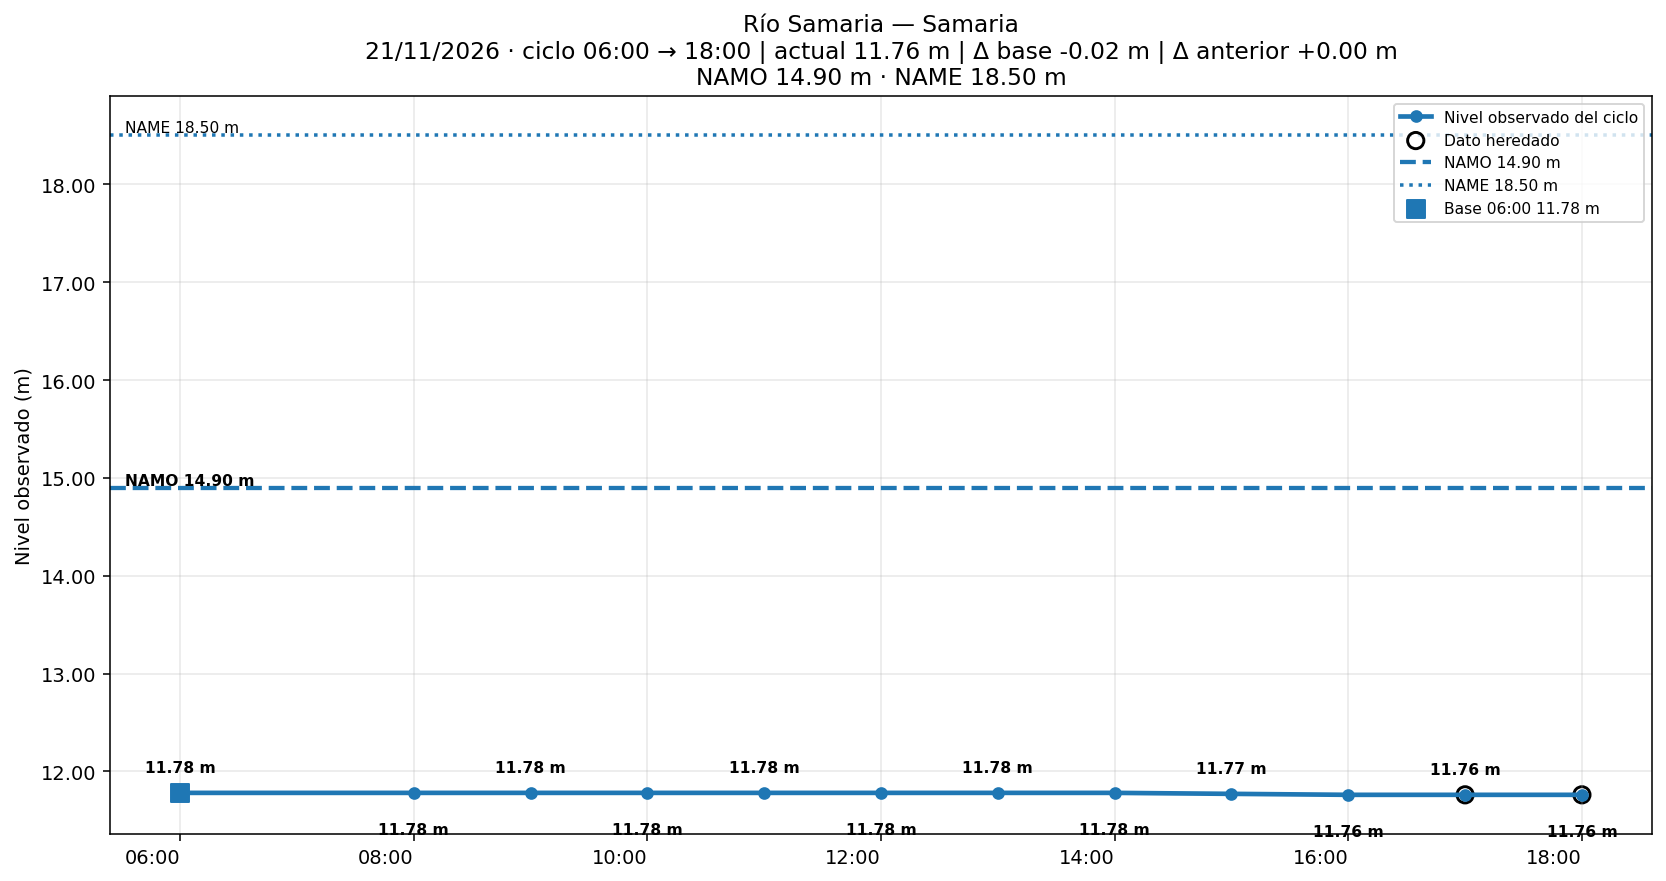 Río Samaria — Samaria
21/11/2026 · ciclo 06:00 → 18:00 | actual 11.76 m | Δ base -0.02 m | Δ anterior +0.00 m
NAMO 14.90 m · NAME 18.50 m
Nivel observado del ciclo
Dato heredado
NAMO 14.90 m
NAME 18.50 m
Base 06:00 11.78 m
NAME 18.50 m
NAMO 14.90 m
Nivel observado (m)
18.00
17.00
16.00
15.00
14.00
13.00
12.00
11.78 m
11.78 m
11.78 m
11.78 m
11.77 m
11.76 m
11.78 m
11.78 m
11.78 m
11.78 m
11.76 m
11.76 m
06:00
08:00
10:00
12:00
14:00
16:00
18:00